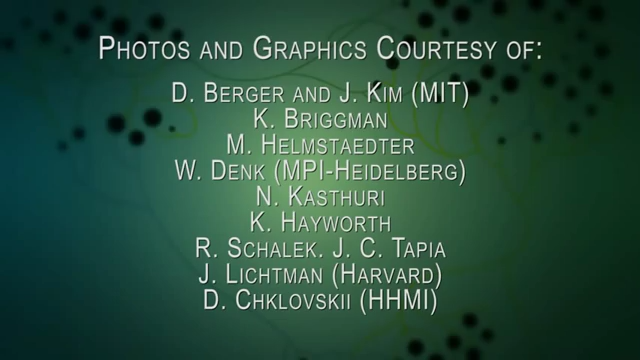 Photos and Graphics Courtesy of:
D. Berger and J. Kim (MIT)
K. Briggman
M. Helmstaedter
W. Denk (MPI-Heidelberg)
N. Kasthuri
K. Hayworth
R. Schalek. J. C. Tapia
J. Lichtman (Harvard)
D. Chklovskii (HHMI)